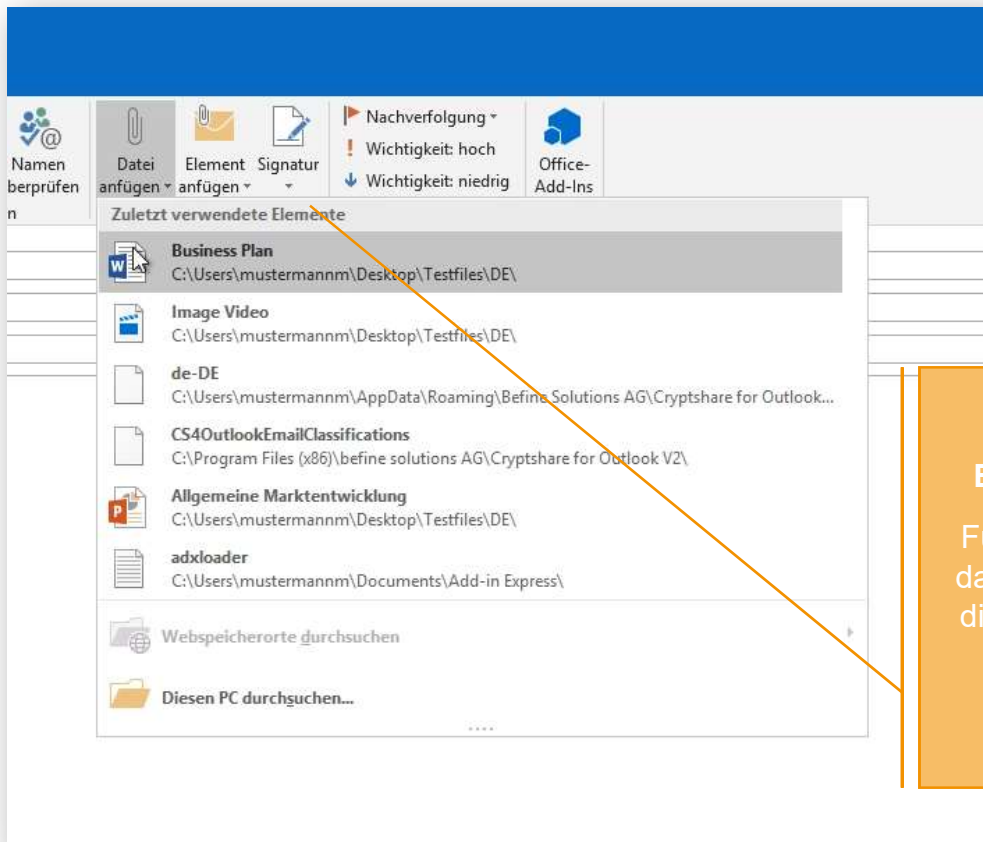 Namen
berprüfen
n
Datei
anfügen
Element
anfügen
Signatur
Nachverfolgung
Wichtigkeit: hoch
Wichtigkeit: niedrig
Office-
Add-Ins
Zuletzt verwendete Elemente
Business Plan
C:\Users\mustermannm\Desktop\Testfiles\DE\
Image Video
C:\Users\mustermannm\Desktop\Testfiles\DE\
de-DE
C:\Users\mustermannm\AppData\Roaming\Befine Solutions AG\Cryptshare for Outlook...
CS4OutlookEmailClassifications
C:\Program Files (x86)\befine solutions AG\Cryptshare for Outlook V2\
Allgemeine Marktentwicklung
C:\Users\mustermannm\Desktop\Testfiles\DE\
adxloader
C:\Users\mustermannm\Documents\Add-in Express\
Webspeicherorte durchsuchen
Diesen PC durchsuchen...